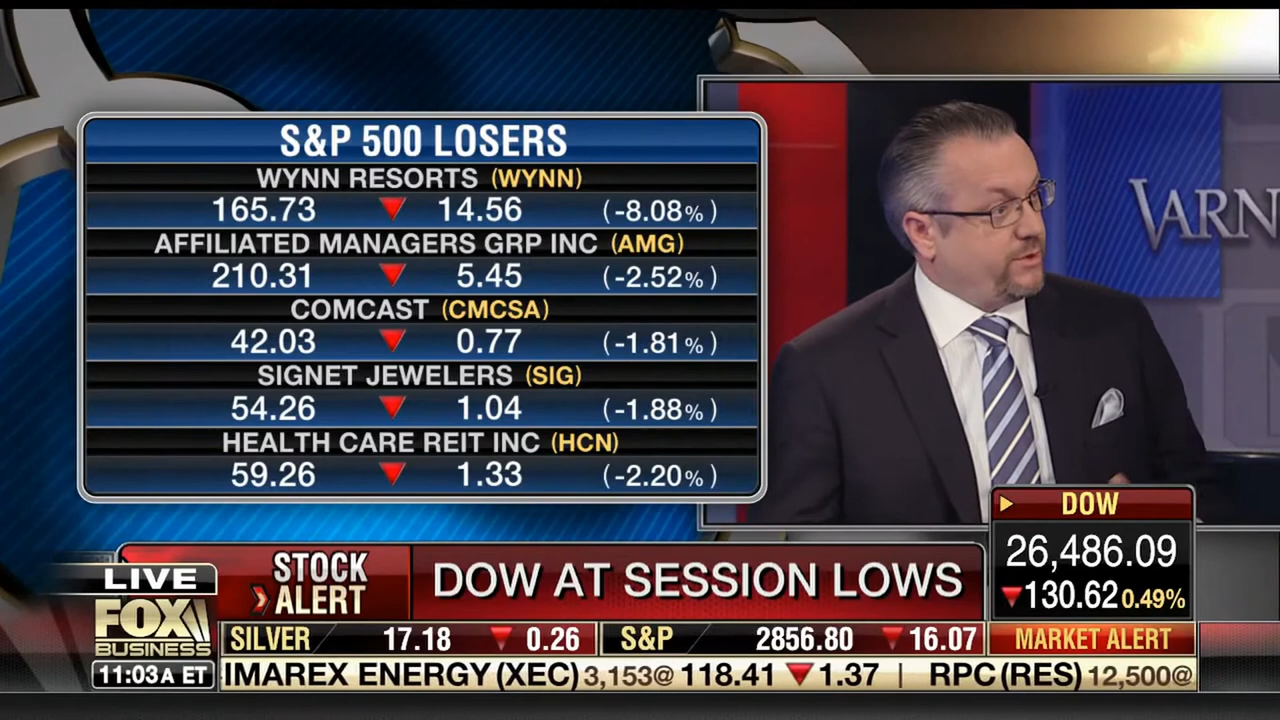 S&P 500 LOSERS
WYNN RESORTS (WYNN)
165.73 ▼ 14.56 (-8.08%)
AFFILIATED MANAGERS GRP INC (AMG)
210.31 ▼ 5.45 (-2.52%)
COMCAST (CMCSA)
42.03 ▼ 0.77 (-1.81%)
SIGNET JEWELERS (SIG)
54.26 ▼ 1.04 (-1.88%)
HEALTH CARE REIT INC (HCN)
59.26 ▼ 1.33 (-2.20%)
VARN
DOW
26,486.09
▼130.62 0.49%
MARKET ALERT
STOCK
ALERT
DOW AT SESSION LOWS
LIVE
FOX
BUSINESS
11:03A ET
SILVER 17.18 ▼ 0.26
S&P 2856.80 ▼ 16.07
IMAREX ENERGY (XEC) 3,153@ 118.41 ▼ 1.37 | RPC (RES) 12,500@